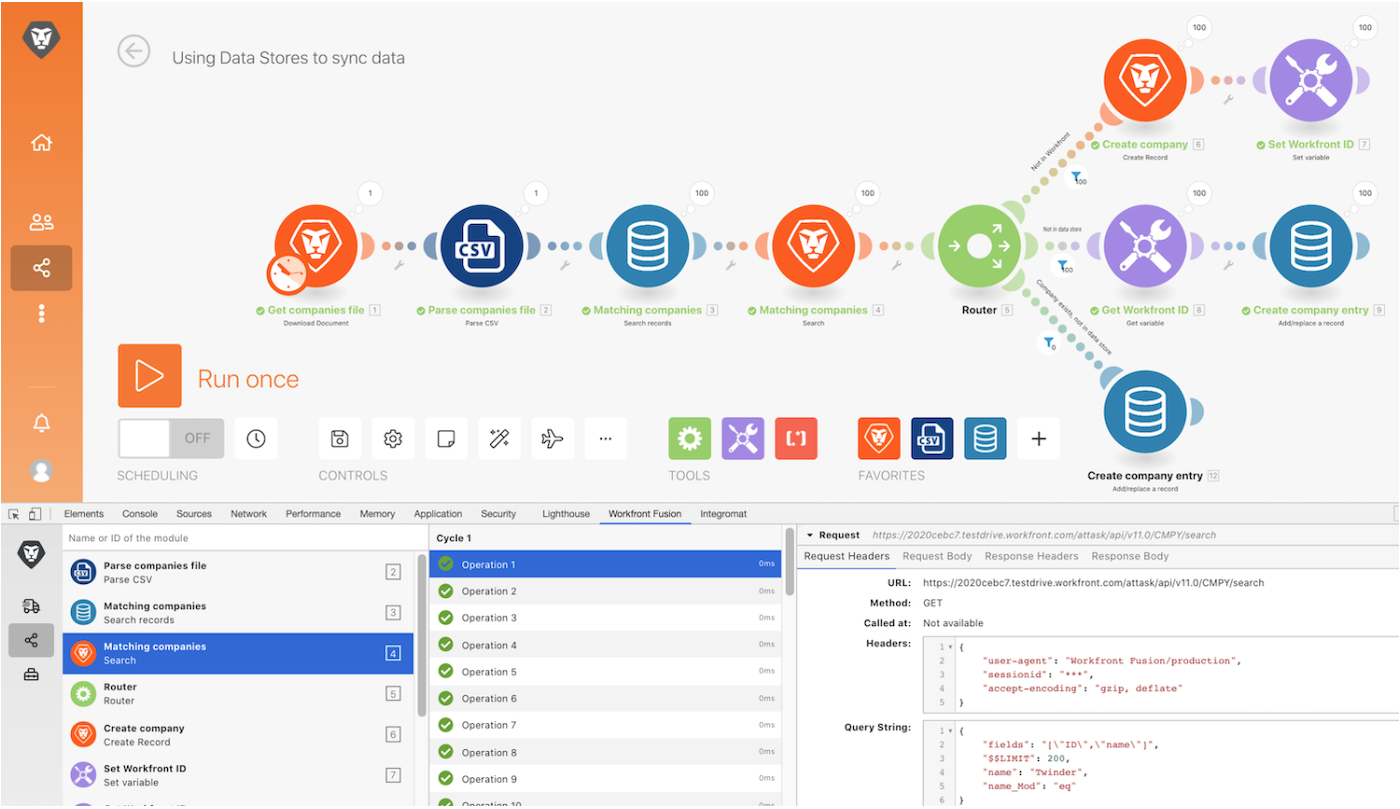 Using Data Stores to sync data
100
100
Not in Workfront
Create company 6
Create Record
Set Workfront ID 7
Set variable
100
1
1
100
100
100
100
CSV
Not in data store
100
Get companies file 1
Download Document
Parse companies file 2
Parse CSV
Matching companies 3
Search records
Matching companies 4
Search
Router 5
Get Workfront ID 8
Get variable
Create company entry 9
Add/replace a record
Company exists, not in data store
0
Run once
OFF
SCHEDULING
CONTROLS
TOOLS
[.*]
CSV
FAVORITES
Create company entry 12
Add/replace a record
Elements Console Sources Network Performance Memory Application Security Lighthouse Workfront Fusion Integromat
Name or ID of the module
Parse companies file
Parse CSV
2
Matching companies
Search records
3
Matching companies
Search
4
Router
Router
5
Create company
Create Record
6
Set Workfront ID
Set variable
7
Cycle 1
Operation 1 0ms
Operation 2 0ms
Operation 3 0ms
Operation 4 0ms
Operation 5 0ms
Operation 6 0ms
Operation 7 0ms
Operation 8 0ms
Operation 9 0ms
Operation 10 0ms
Request https://2020cebc7.testdrive.workfront.com/attask/api/v11.0/CMPY/search
Request Headers Request Body Response Headers Response Body
URL: https://2020cebc7.testdrive.workfront.com/attask/api/v11.0/CMPY/search
Method: GET
Called at: Not available
Headers:
1 {
2 "user-agent": "Workfront Fusion/production",
3 "sessionid": "***",
4 "accept-encoding": "gzip, deflate"
5 }
Query String:
1 {
2 "fields": "[\"ID\",\"name\"]",
3 "$$LIMIT": 200,
4 "name": "Twinder",
5 "name_Mod": "eq"
6 }